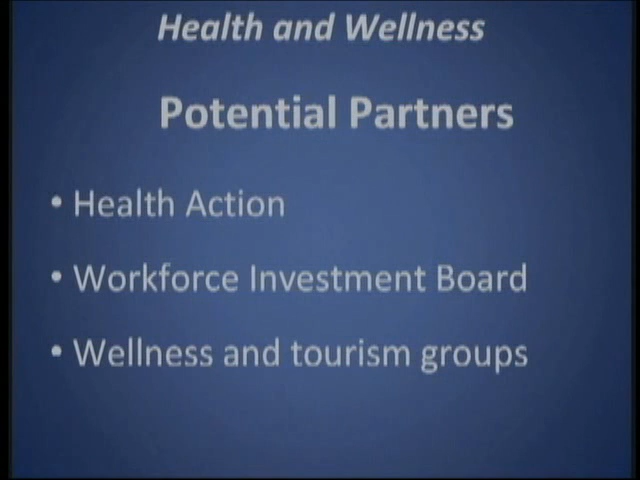 Health and Wellness
Potential Partners
• Health Action
• Workforce Investment Board
• Wellness and tourism groups